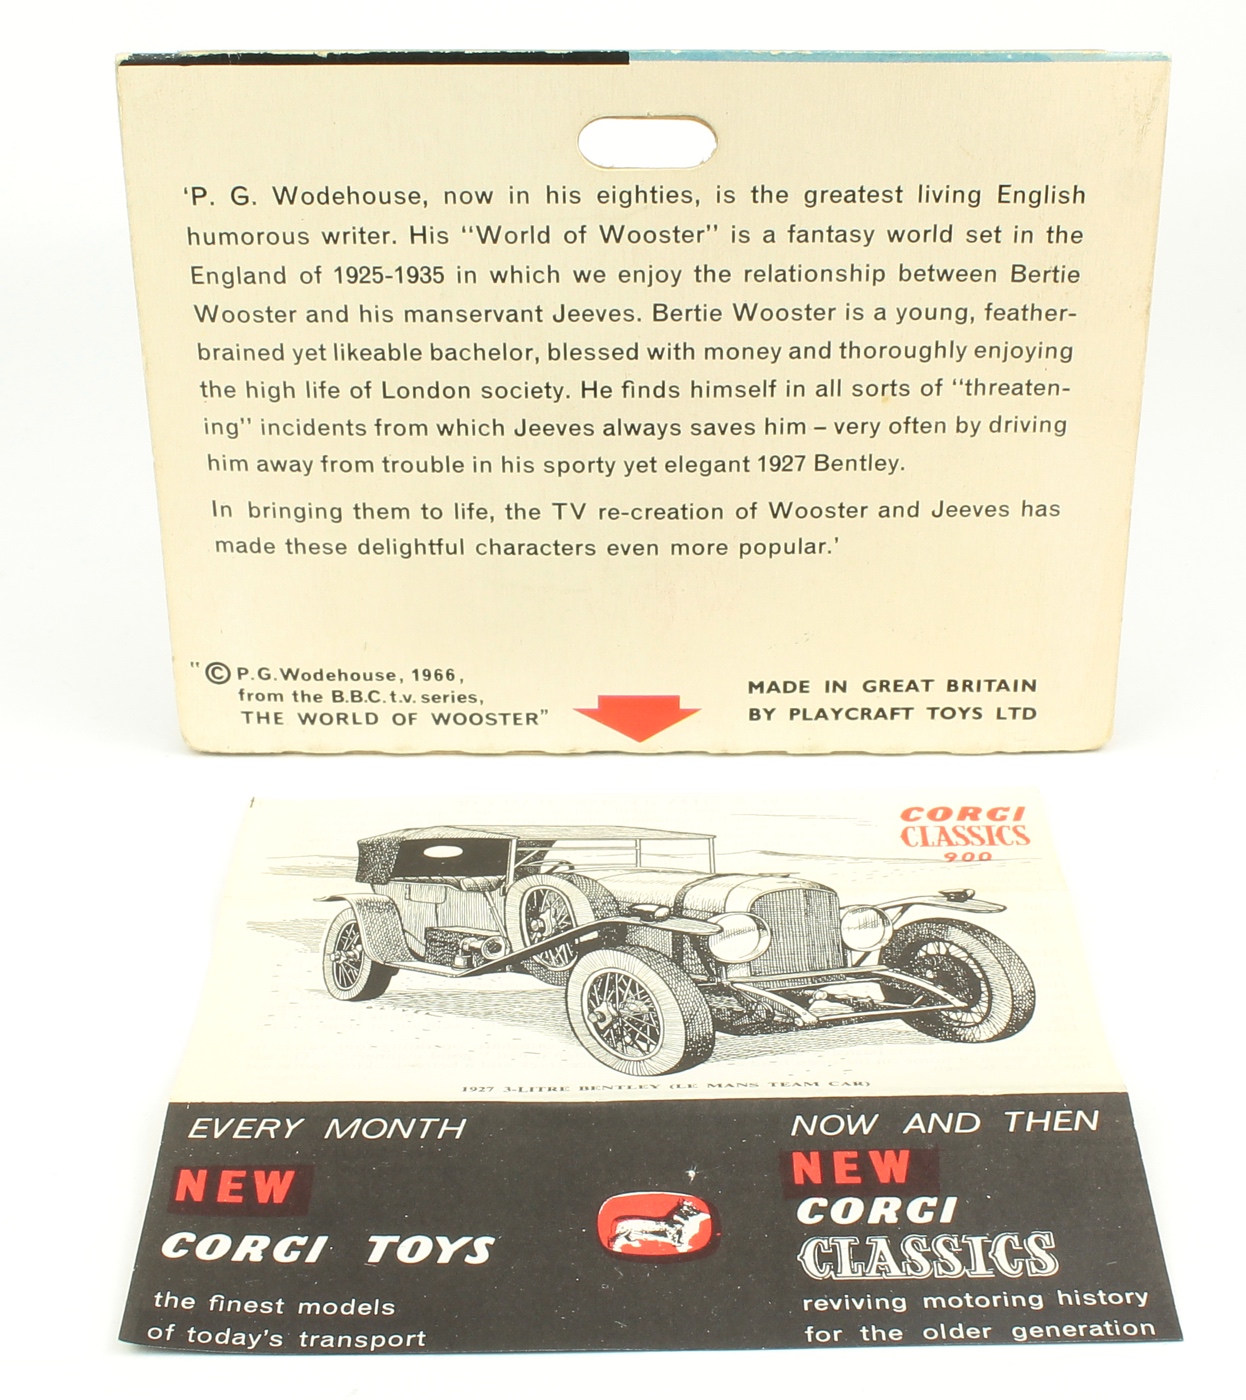 ‘P. G. Wodehouse, now in his eighties, is the greatest living English
humorous writer. His “World of Wooster” is a fantasy world set in the
England of 1925-1935 in which we enjoy the relationship between Bertie
Wooster and his manservant Jeeves. Bertie Wooster is a young, feather-
brained yet likeable bachelor, blessed with money and thoroughly enjoying
the high life of London society. He finds himself in all sorts of “threaten-
ing” incidents from which Jeeves always saves him – very often by driving
him away from trouble in his sporty yet elegant 1927 Bentley.
In bringing them to life, the TV re-creation of Wooster and Jeeves has
made these delightful characters even more popular.’
"© P.G.Wodehouse, 1966,
from the B.B.C.t.v. series,
THE WORLD OF WOOSTER”
MADE IN GREAT BRITAIN
BY PLAYCRAFT TOYS LTD
CORGI
CLASSICS
900
1927 3-LITRE BENTLEY (LE MANS TEAM CAR)
EVERY MONTH
NEW
CORGI TOYS
the finest models
of today's transport
NOW AND THEN
NEW
CORGI
CLASSICS
reviving motoring history
for the older generation